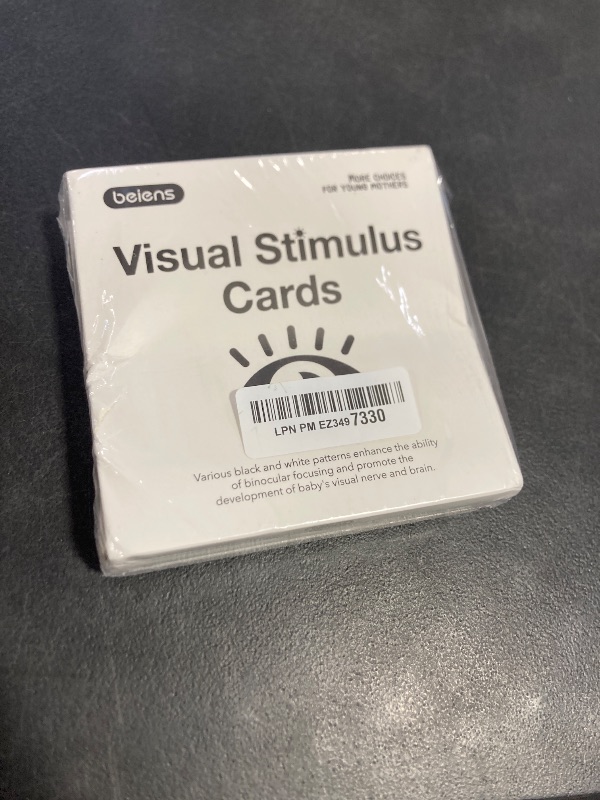 beiens
MORE CHOICES
FOR YOUNG MOTHERS
Visual Stimulus
Cards
LPN PM EZ3497330
Various black and white patterns enhance the ability
of binocular focusing and promote the
development of baby's visual nerve and brain.